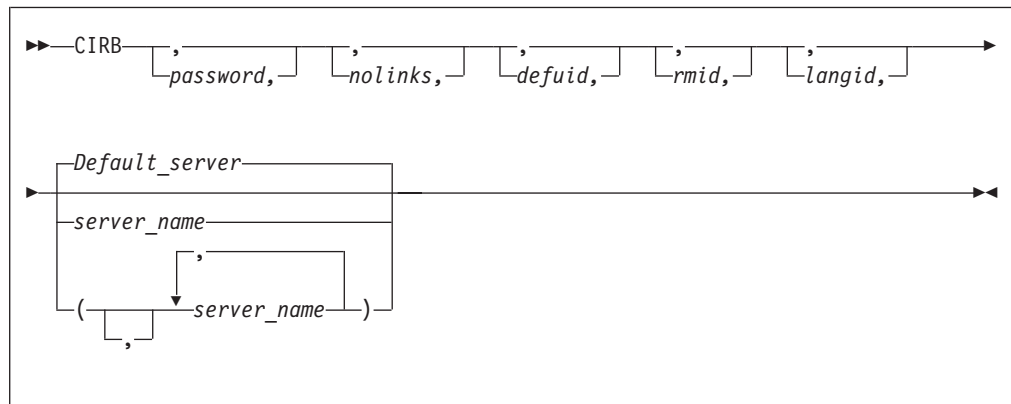 CIRB , , , , ,
password, nolinks, defuid, rmid, langid,
Default_server
server_name
,
( server_name )
,